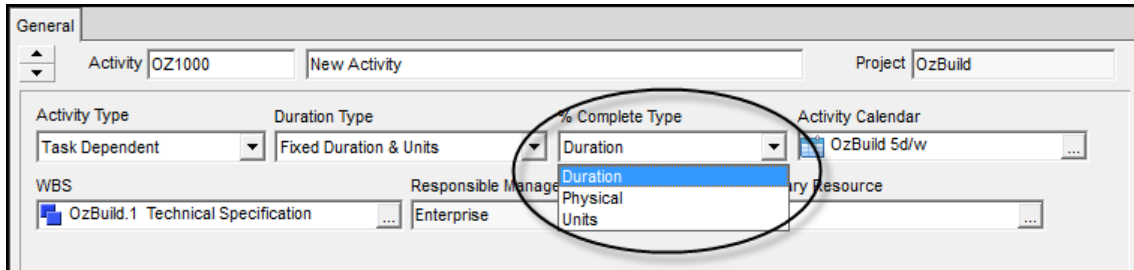 General
Activity OZ1000 New Activity Project OzBuild
Activity Type Duration Type % Complete Type Activity Calendar
Task Dependent Fixed Duration & Units Duration OzBuild 5d/w ...
WBS Responsible Manage Duration ary Resource
OzBuild.1 Technical Specification ... Enterprise Physical ...
Units